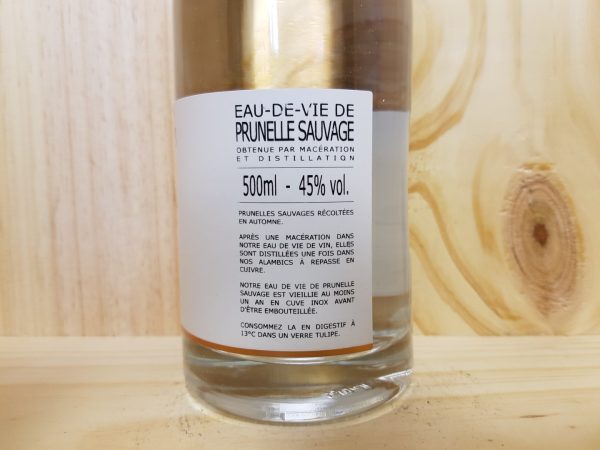 EAU-DE-VIE DE
PRUNELLE SAUVAGE
OBTENUE PAR MACÉRATION
ET DISTILLATION
500ml - 45% vol.
PRUNELLES SAUVAGES RÉCOLTÉES
EN AUTOMNE.
APRÈS UNE MACÉRATION DANS
NOTRE EAU DE VIE DE VIN, ELLES
SONT DISTILLÉES UNE FOIS DANS
NOS ALAMBICS À REPASSE EN
CUIVRE.
NOTRE EAU DE VIE DE PRUNELLE
SAUVAGE EST VIEILLIE AU MOINS
UN AN EN CUVE INOX AVANT
D'ÊTRE EMBOUTEILLÉE.
CONSOMMEZ LA EN DIGESTIF À
13°C DANS UN VERRE TULIPE.